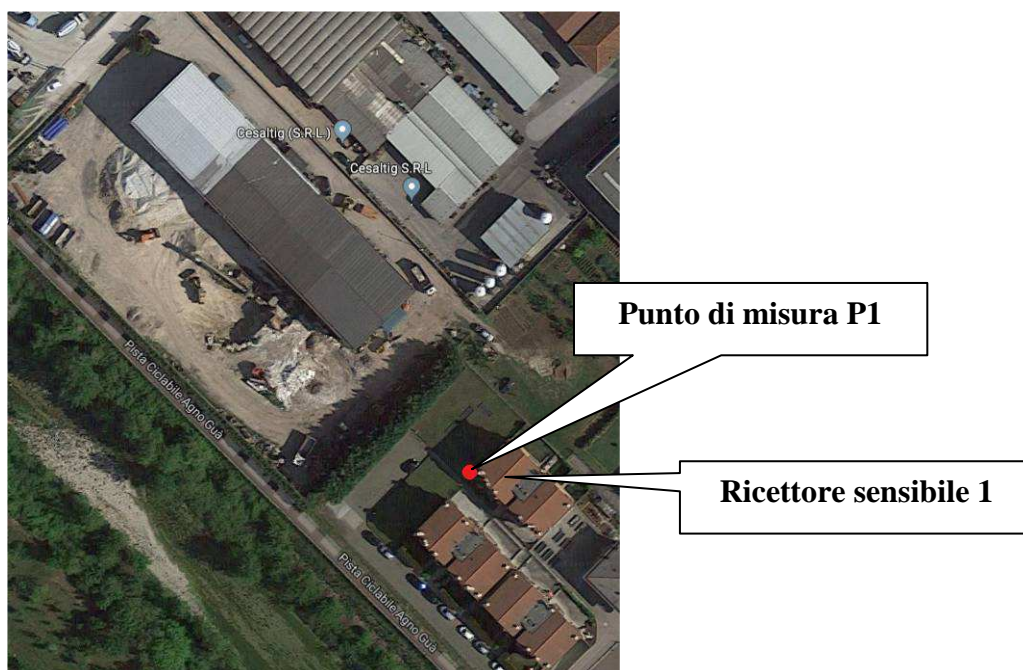 Cesaltig (S.R.L.)
Cesaltig S.R.L
Punto di misura P1
Pista Ciclabile Agno Guà
Ricettore sensibile 1
Pista Ciclabile Agno Guà